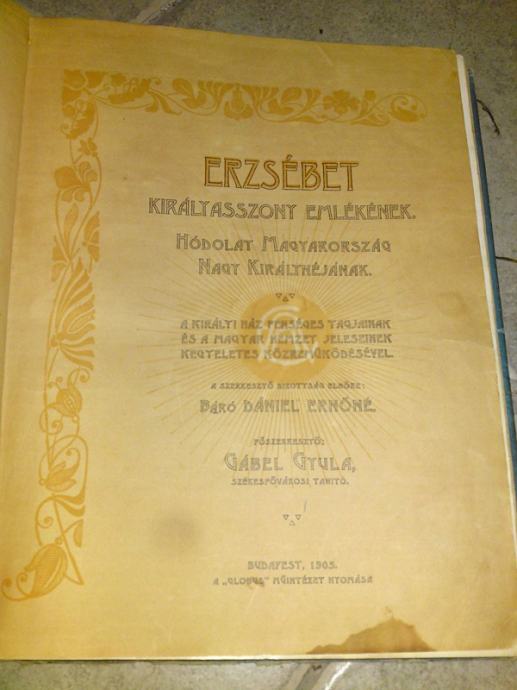 ERZSÉBET
KIRÁLYASSZONY EMLÉKÉNEK.
HÓDOLAT MAGYARORSZÁG
NAGY KIRÁLYNÉJÁNAK.
A KIRÁLYI HÁZ FENSÉGES TAGJAINAK
ÉS A MAGYAR NEMZET JELESEINEK
KEGYELETES KÖZREMŰKÖDÉSÉVEL.
A SZERKESZTŐ BIZOTTSÁG ELNÖKE:
BÁRÓ DÁNIEL ERNŐNÉ.
FŐSZERKESZTŐ:
GÁBEL GYULA,
SZÉKESFŐVÁROSI TANITÓ.
BUDAPEST, 1905.
A „GLOBUS" MŰINTÉZET NYOMÁSA